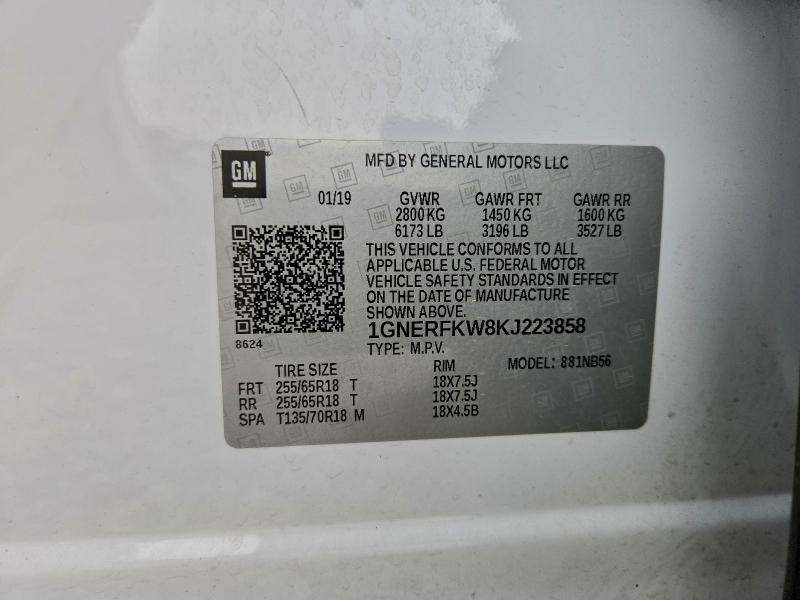 GM
MFD BY GENERAL MOTORS LLC
01/19 GVWR GAWR FRT GAWR RR
2800 KG 1450 KG 1600 KG
6173 LB 3196 LB 3527 LB
THIS VEHICLE CONFORMS TO ALL
APPLICABLE U.S. FEDERAL MOTOR
VEHICLE SAFETY STANDARDS IN EFFECT
ON THE DATE OF MANUFACTURE
SHOWN ABOVE.
1GNERFKW8KJ223858
8624
TYPE: M.P.V. MODEL: 881NB56
TIRE SIZE RIM
FRT 255/65R18 T 18X7.5J
RR 255/65R18 T 18X7.5J
SPA T135/70R18 M 18X4.5B